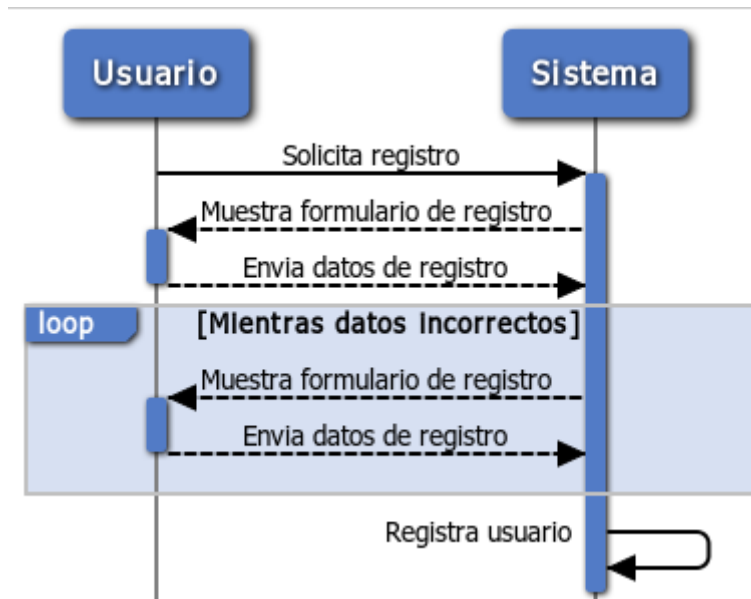 Usuario
Sistema
Solicita registro
Muestra formulario de registro
Envia datos de registro
loop
[Mientras datos incorrectos]
Muestra formulario de registro
Envia datos de registro
Registra usuario